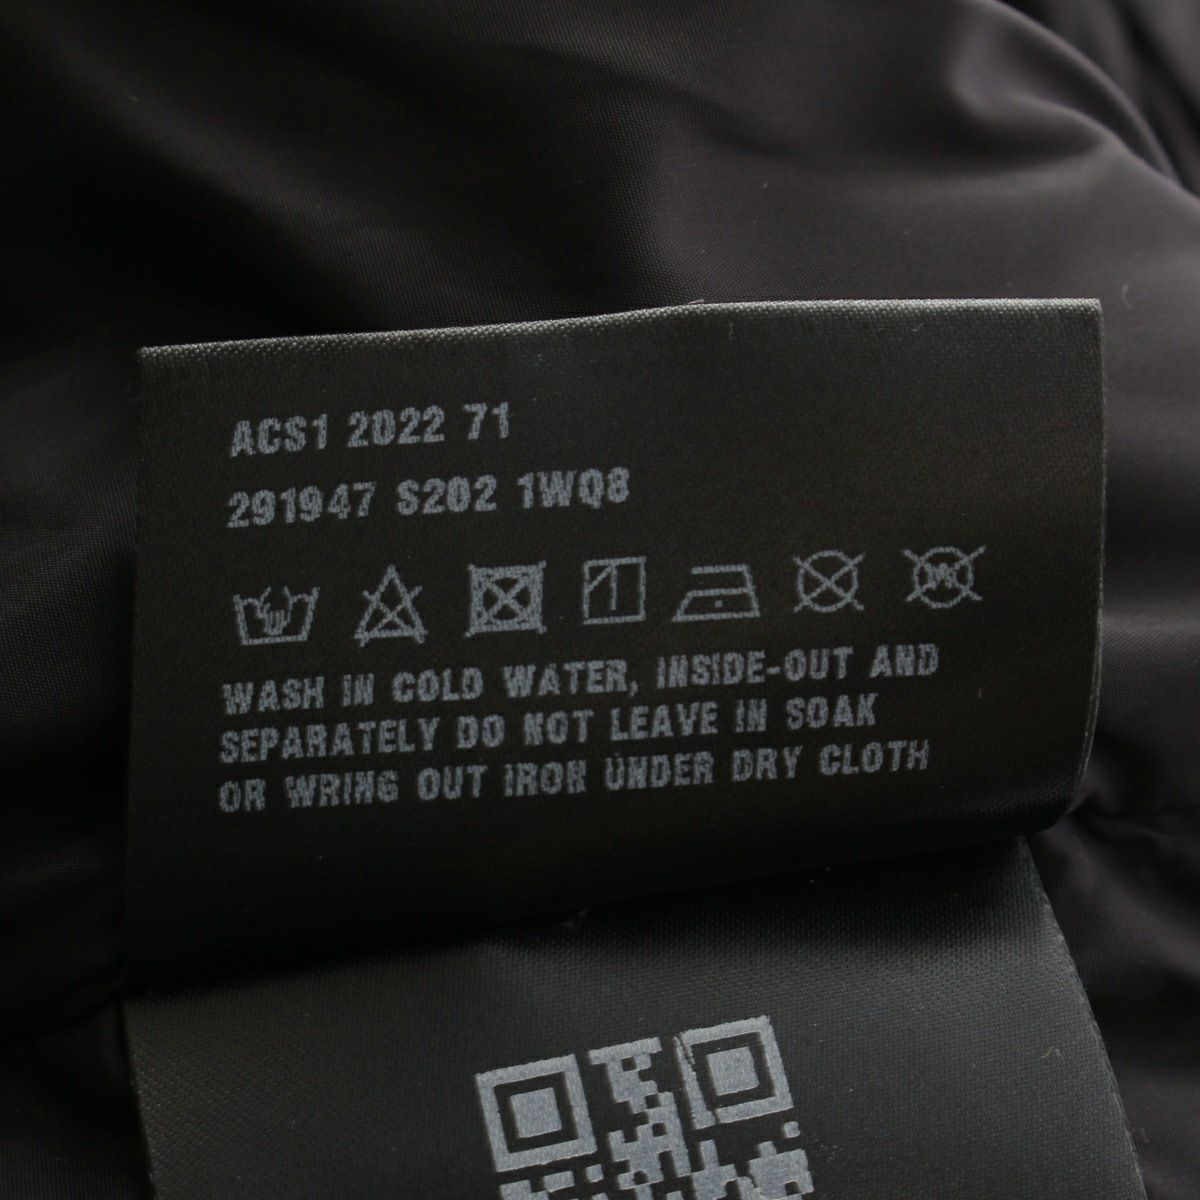 ACS1 2022 71
291947 S202 1WQ8
WASH IN COLD WATER, INSIDE-OUT AND
SEPARATELY DO NOT LEAVE IN SOAK
OR WRING OUT IRON UNDER DRY CLOTH